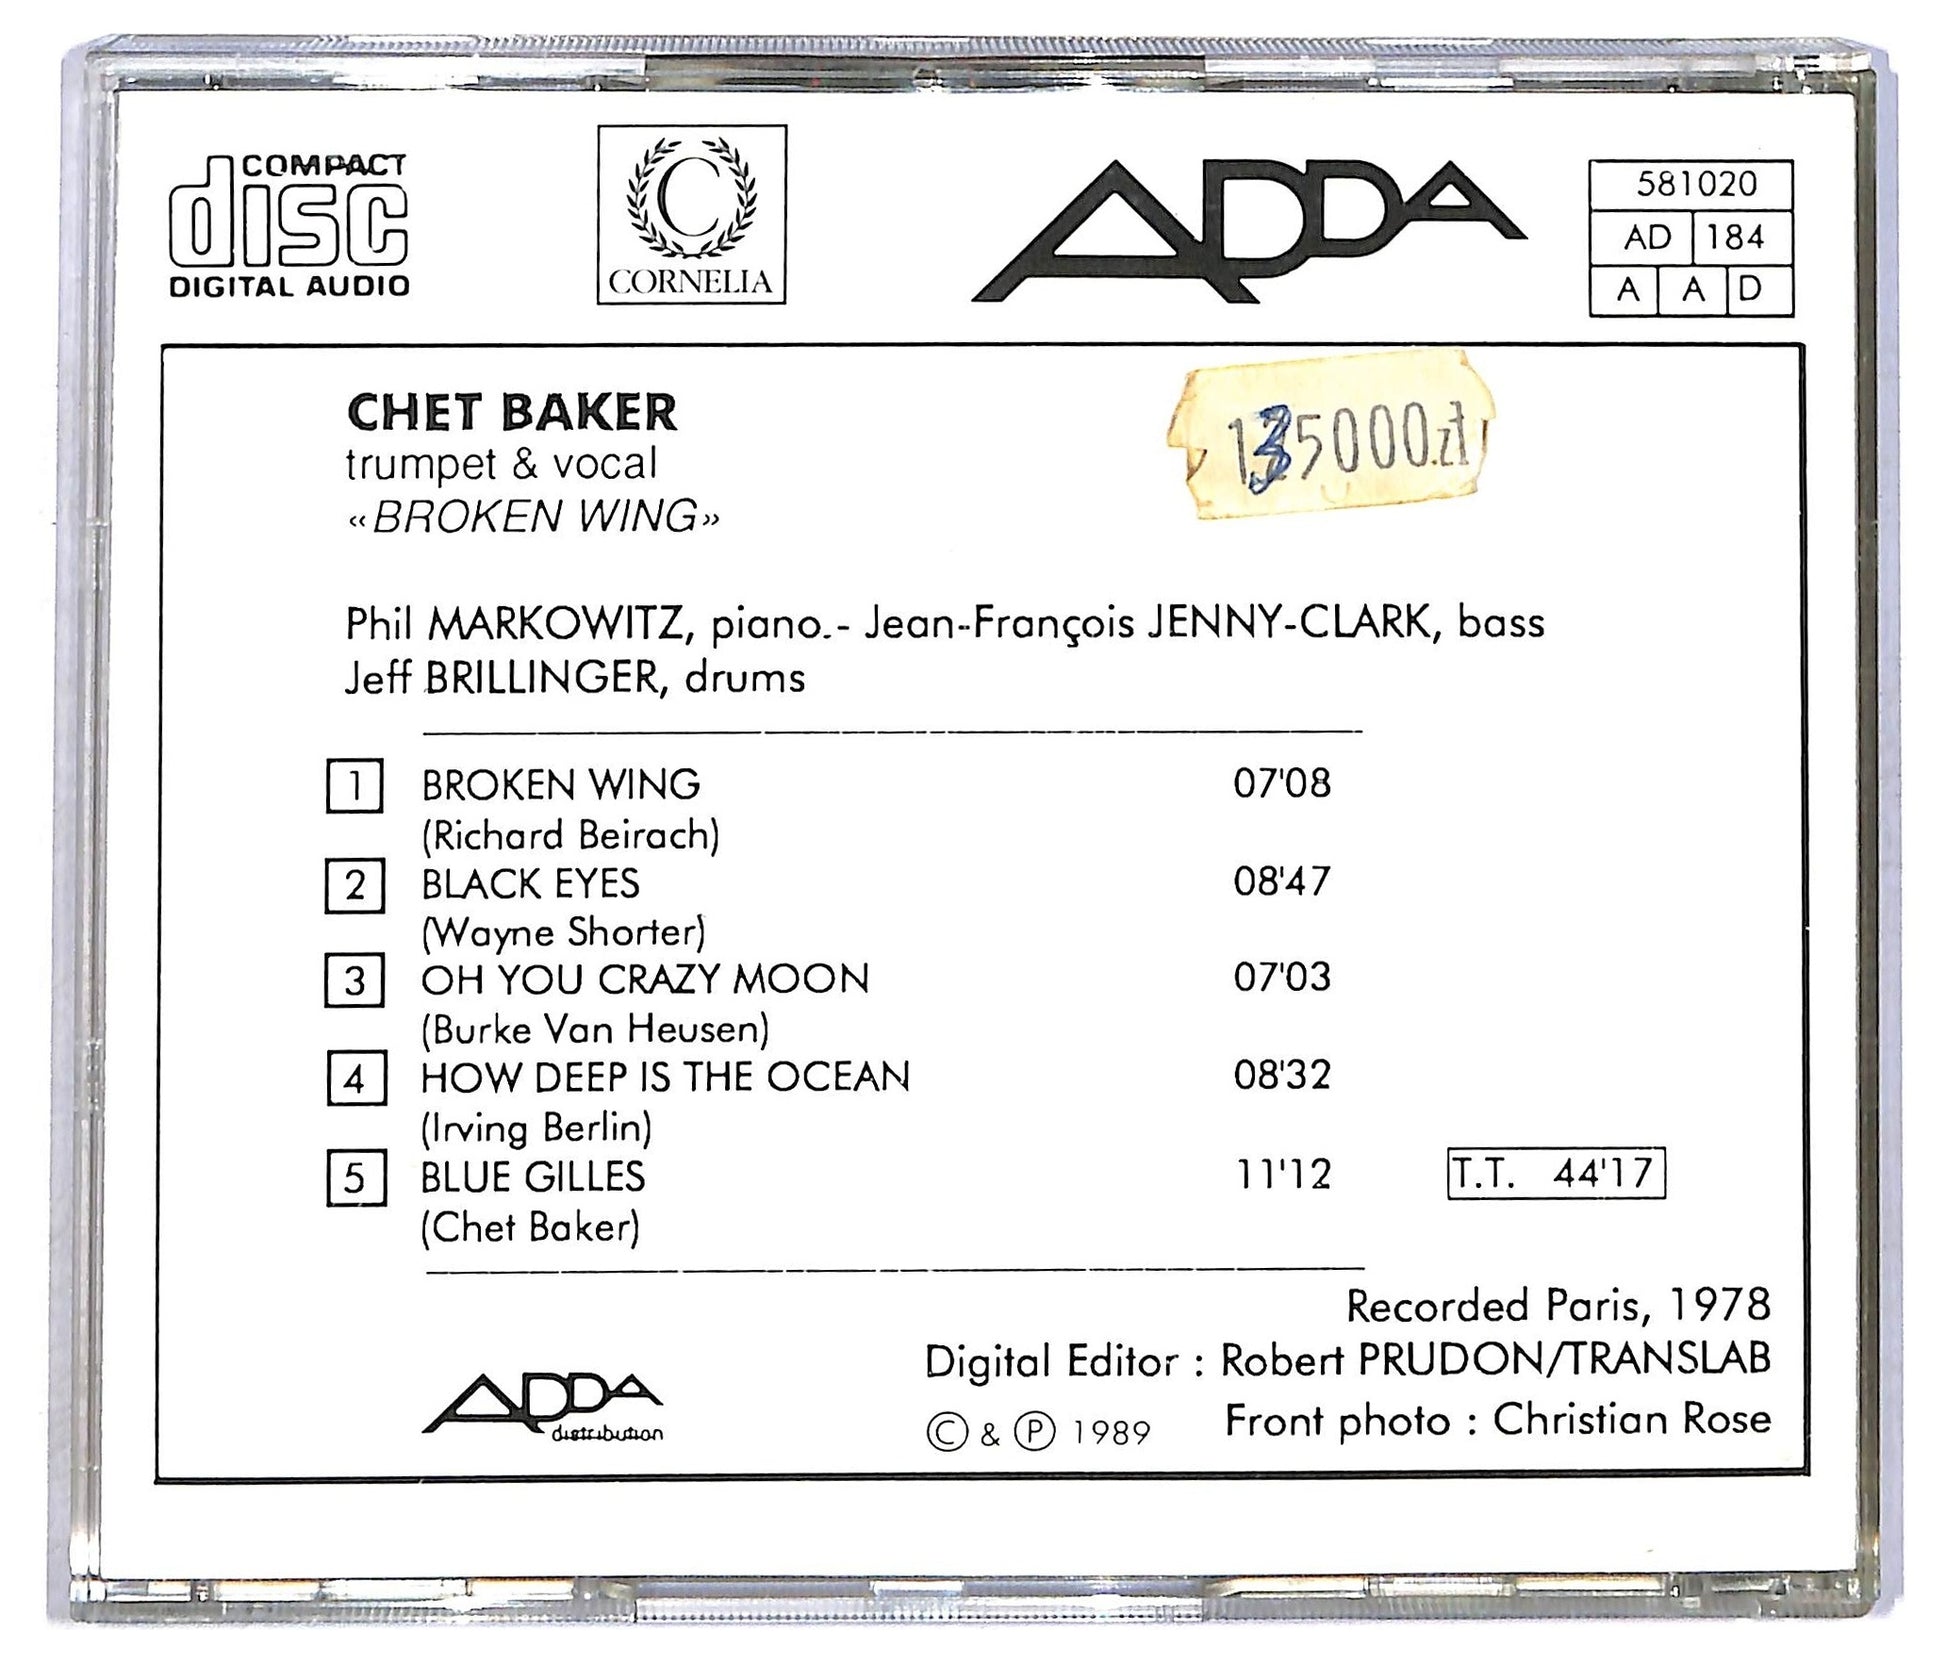 COMPACT
disc
DIGITAL AUDIO
C
CORNELIA
ADDA
581020
AD 184
A A D
CHET BAKER
trumpet & vocal
«BROKEN WING»
5000.zł
Phil MARKOWITZ, piano.- Jean-François JENNY-CLARK, bass
Jeff BRILLINGER, drums
1 BROKEN WING 07'08
(Richard Beirach)
2 BLACK EYES 08'47
(Wayne Shorter)
3 OH YOU CRAZY MOON 07'03
(Burke Van Heusen)
4 HOW DEEP IS THE OCEAN 08'32
(Irving Berlin)
5 BLUE GILLES 11'12 T.T. 44'17
(Chet Baker)
Recorded Paris, 1978
Digital Editor : Robert PRUDON/TRANSLAB
Front photo : Christian Rose
© & ℗ 1989
ADDA
distribution